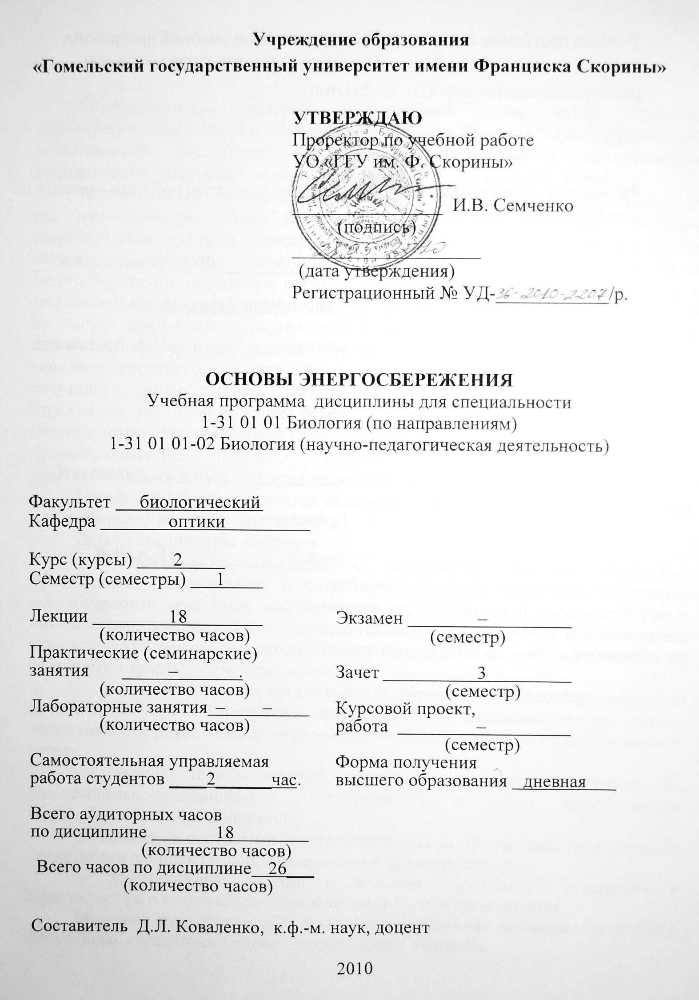 Учреждение образования
«Гомельский государственный университет имени Франциска Скорины»
УТВЕРЖДАЮ
Проректор по учебной работе
УО «ГГУ им. Ф. Скорины»
И.В. Семченко
(подпись)
2010
(дата утверждения)
Регистрационный № УД-36-2010-2207/р.
ОСНОВЫ ЭНЕРГОСБЕРЕЖЕНИЯ
Учебная программа дисциплины для специальности
1-31 01 01 Биология (по направлениям)
1-31 01 01-02 Биология (научно-педагогическая деятельность)
Факультет биологический
Кафедра оптики
Курс (курсы) 2
Семестр (семестры) 1
Лекции 18
(количество часов)
Практические (семинарские)
занятия – .
(количество часов)
Лабораторные занятия – –
(количество часов)
Экзамен –
(семестр)
Зачет 3
(семестр)
Курсовой проект,
работа –
(семестр)
Самостоятельная управляемая
работа студентов 2 час.
Форма получения
высшего образования дневная
Всего аудиторных часов
по дисциплине 18
(количество часов)
Всего часов по дисциплине 26
(количество часов)
Составитель Д.Л. Коваленко, к.ф.-м. наук, доцент
2010